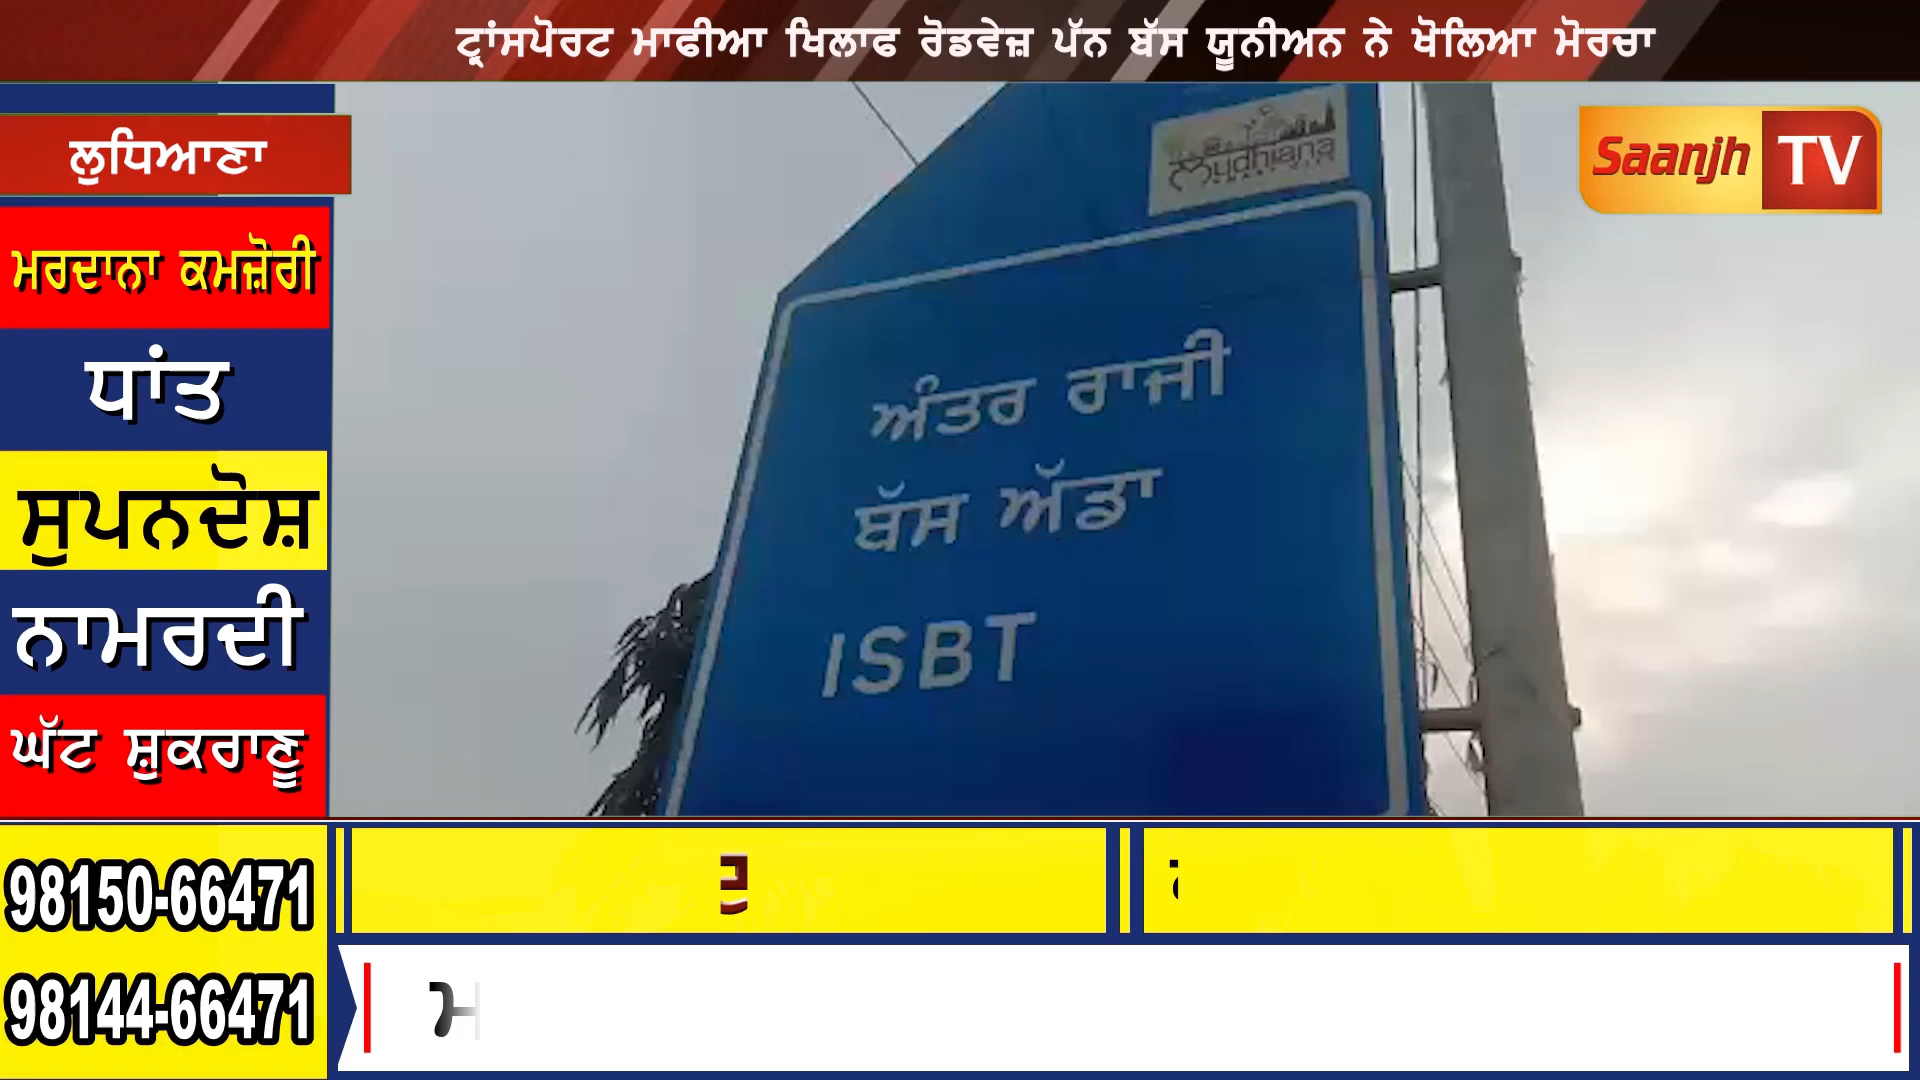 ਟ੍ਰਾਂਸਪੋਰਟ ਮਾਫੀਆ ਖਿਲਾਫ ਰੋਡਵੇਜ਼ ਪੱਨ ਬੱਸ ਯੂਨੀਅਨ ਨੇ ਖੋਲਿਆ ਮੋਰਚਾ
ਲੁਧਿਆਣਾ
Saanjh TV
Ludhiana
ਮਰਦਾਨਾ ਕਮਜ਼ੋਰੀ
ਧਾਂਤ
ਸੁਪਨਦੋਸ਼
ਨਾਮਰਦੀ
ਘੱਟ ਸ਼ੁਕਰਾਣੂ
ਅੰਤਰ ਰਾਜੀ
ਬੱਸ ਅੱਡਾ
ISBT
98150-66471
98144-66471